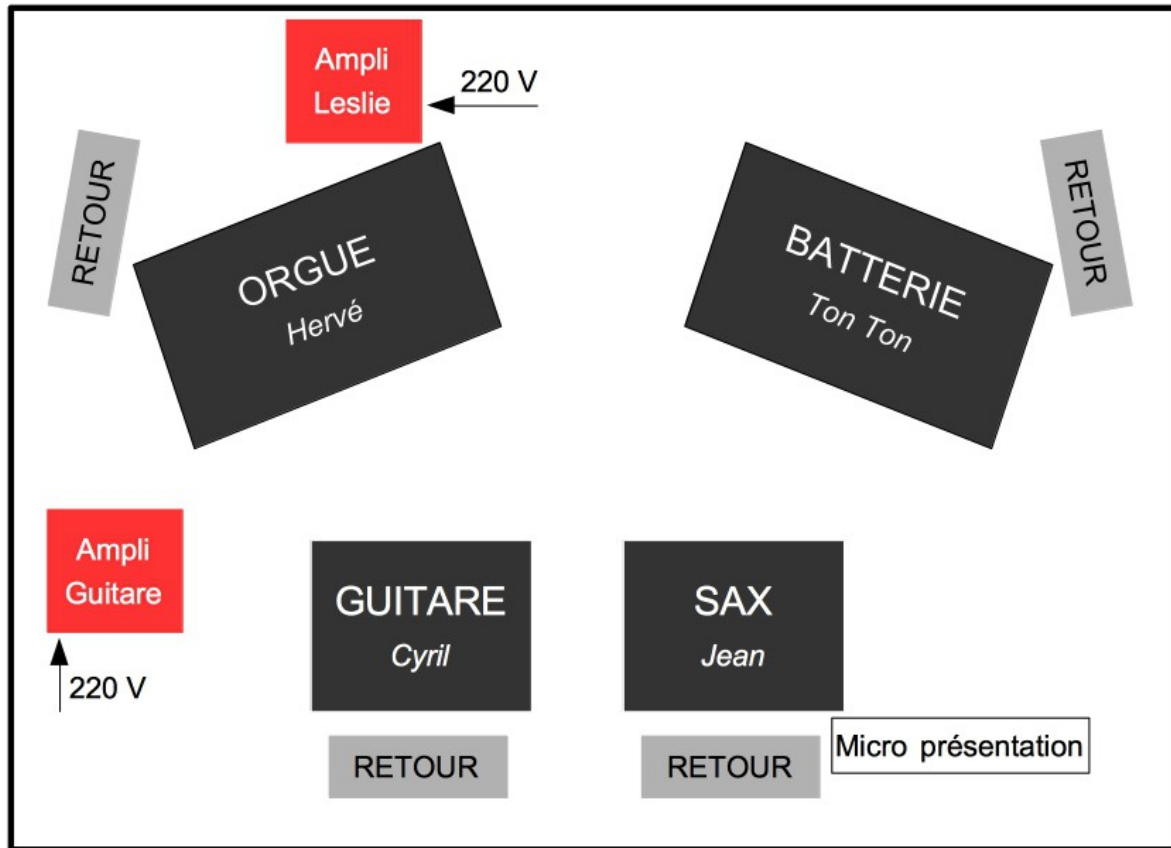 Ampli
Leslie
220 V
RETOUR
ORGUE
Hervé
BATTERIE
Ton Ton
RETOUR
Ampli
Guitare
220 V
GUITARE
Cyril
SAX
Jean
RETOUR
RETOUR
Micro présentation